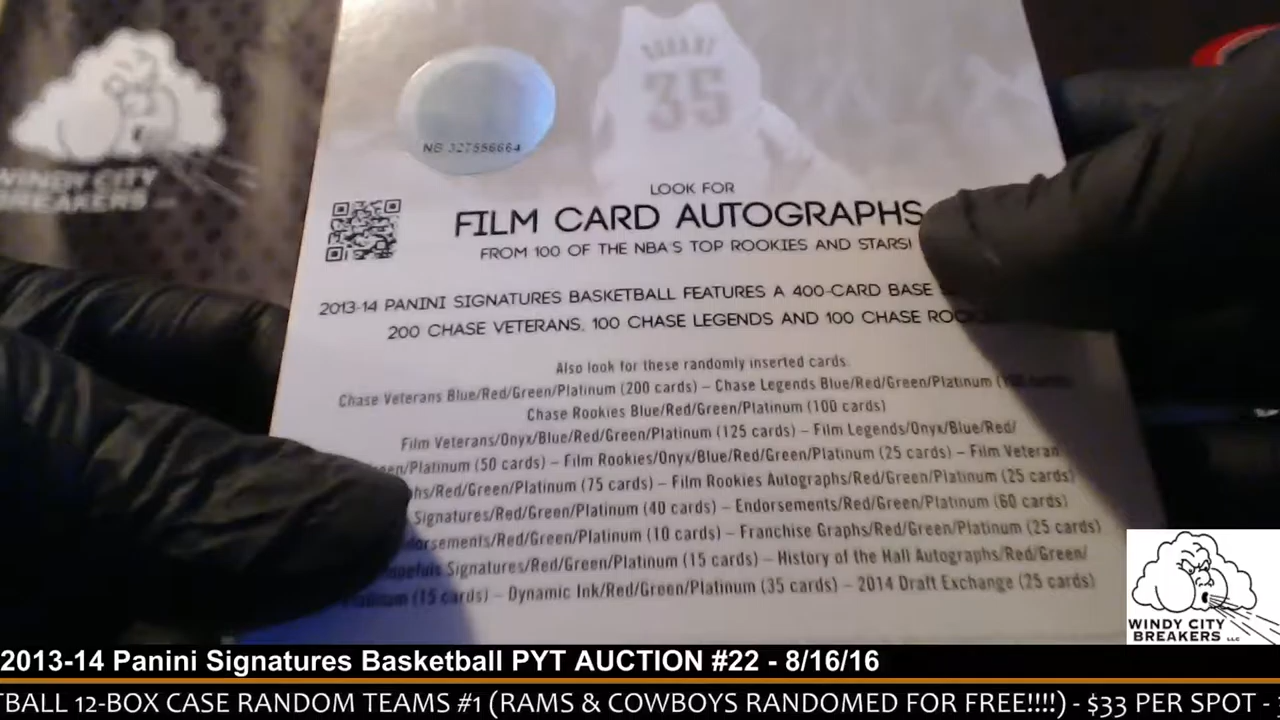 DURANT
35
NB 327556664
WINDY CITY
BREAKERS LLC
LOOK FOR
FILM CARD AUTOGRAPHS
FROM 100 OF THE NBA'S TOP ROOKIES AND STARS!
2013-14 PANINI SIGNATURES BASKETBALL FEATURES A 400-CARD BASE
200 CHASE VETERANS, 100 CHASE LEGENDS AND 100 CHASE
Also look for these randomly inserted cards:
Chase Veterans Blue/Red/Green/Platinum (200 cards) – Chase Legends Blue/Red/Green/Platinum
Chase Rookies Blue/Red/Green/Platinum (100 cards)
Film Veterans/Onyx/Blue/Red/Green/Platinum (125 cards) – Film Legends/Onyx/Blue/Red/
/Platinum (50 cards) – Film Rookies/Onyx/Blue/Red/Green/Platinum (25 cards) – Film Veteran
/Red/Green/Platinum (75 cards) – Film Rookies Autographs/Red/Green/Platinum (25 cards)
Signatures/Red/Green/Platinum (40 cards) – Endorsements/Red/Green/Platinum (60 cards)
/Red/Green/Platinum (10 cards) – Franchise Graphs/Red/Green/Platinum (25 cards)
Signatures/Red/Green/Platinum (15 cards) – History of the Hall Autographs/Red/Green/
Platinum (15 cards) – Dynamic Ink/Red/Green/Platinum (35 cards) – 2014 Draft Exchange (25 cards)
WINDY CITY
BREAKERS LLC
2013-14 Panini Signatures Basketball PYT AUCTION #22 - 8/16/16
TBALL 12-BOX CASE RANDOM TEAMS #1 (RAMS & COWBOYS RANDOMED FOR FREE!!!!) - $33 PER SPOT -